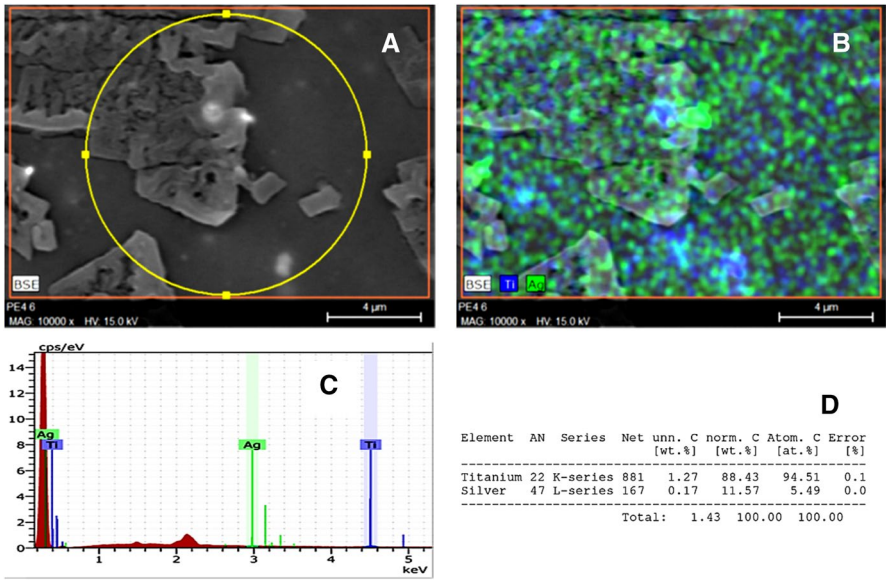 A
BSE
PE4 6
MAG: 10000 x HV: 15.0 kV
4 µm
B
BSE Ti Ag
PE4 6
MAG: 10000 x HV: 15.0 kV
4 µm
cps/eV
C
14
12
10
8
6
4
2
0
Ag
Ti
Ag
Ti
1 2 3 4 5
keV
D
Element AN Series Net unn. C norm. C Atom. C Error
[wt.%] [wt.%] [at.%] [%]
Titanium 22 K-series 881 1.27 88.43 94.51 0.1
Silver 47 L-series 167 0.17 11.57 5.49 0.0
Total: 1.43 100.00 100.00